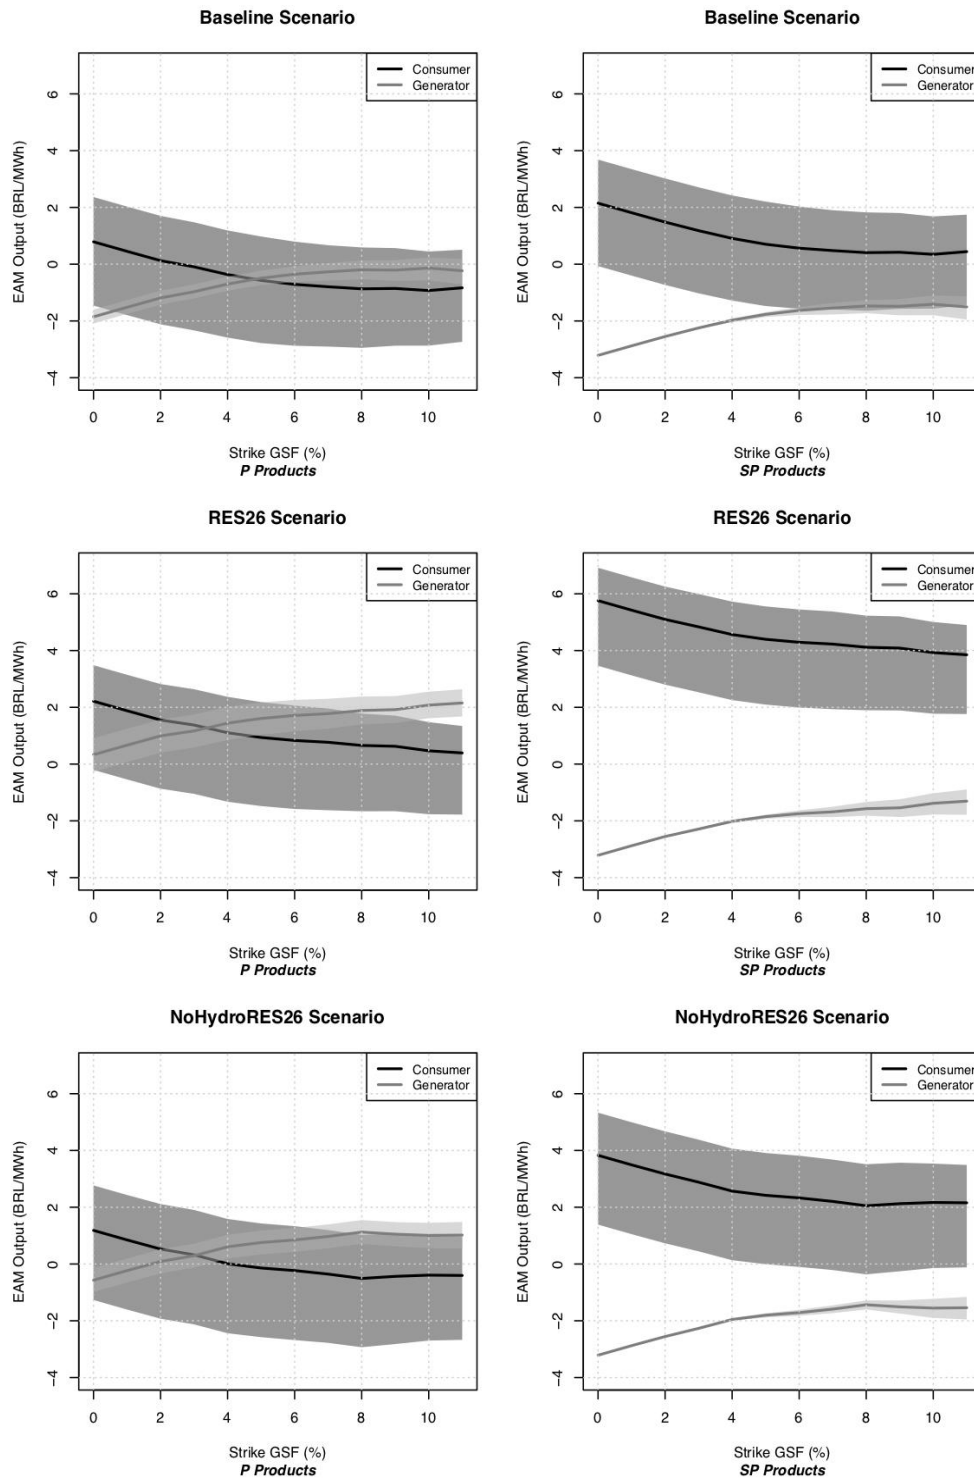 Baseline Scenario
Consumer
Generator
EAM Output (BRL/MWh)
6
4
2
0
−2
−4
0 2 4 6 8 10
Strike GSF (%)
P Products
Baseline Scenario
Consumer
Generator
EAM Output (BRL/MWh)
6
4
2
0
−2
−4
0 2 4 6 8 10
Strike GSF (%)
SP Products
RES26 Scenario
Consumer
Generator
EAM Output (BRL/MWh)
6
4
2
0
−2
−4
0 2 4 6 8 10
Strike GSF (%)
P Products
RES26 Scenario
Consumer
Generator
EAM Output (BRL/MWh)
6
4
2
0
−2
−4
0 2 4 6 8 10
Strike GSF (%)
SP Products
NoHydroRES26 Scenario
Consumer
Generator
EAM Output (BRL/MWh)
6
4
2
0
−2
−4
0 2 4 6 8 10
Strike GSF (%)
P Products
NoHydroRES26 Scenario
Consumer
Generator
EAM Output (BRL/MWh)
6
4
2
0
−2
−4
0 2 4 6 8 10
Strike GSF (%)
SP Products